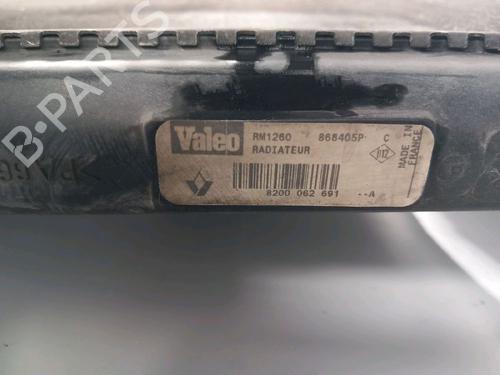 B-PARTS
Valeo
RM1260 868405P C
RADIATEUR
8200 062 691 --A
MADE IN
FRANCE